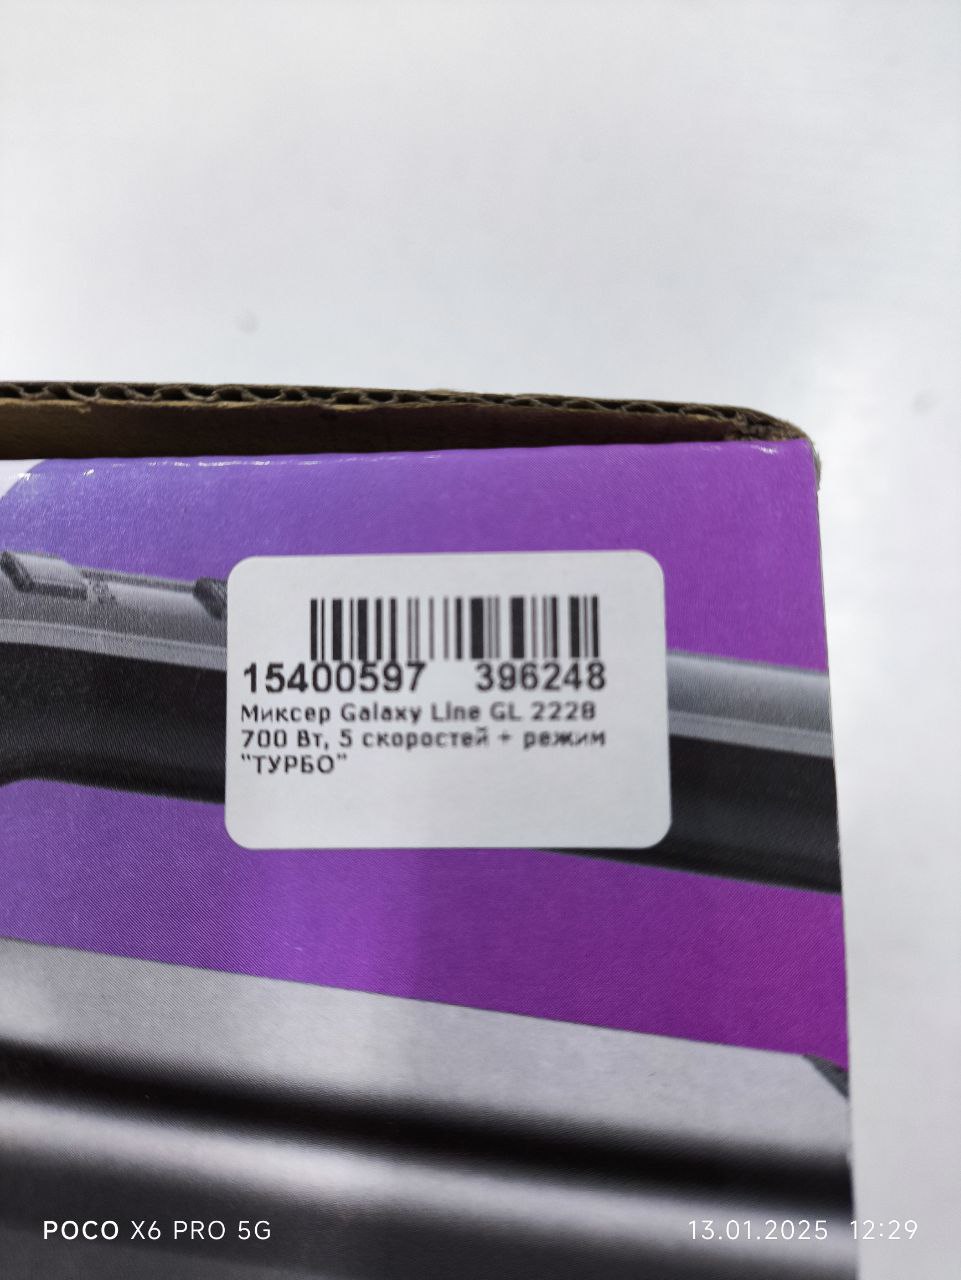 15400597 396248
Миксер Galaxy Line GL 2228
700 Вт, 5 скоростей + режим
"ТУРБО"
POCO X6 PRO 5G
13.01.2025 12:29